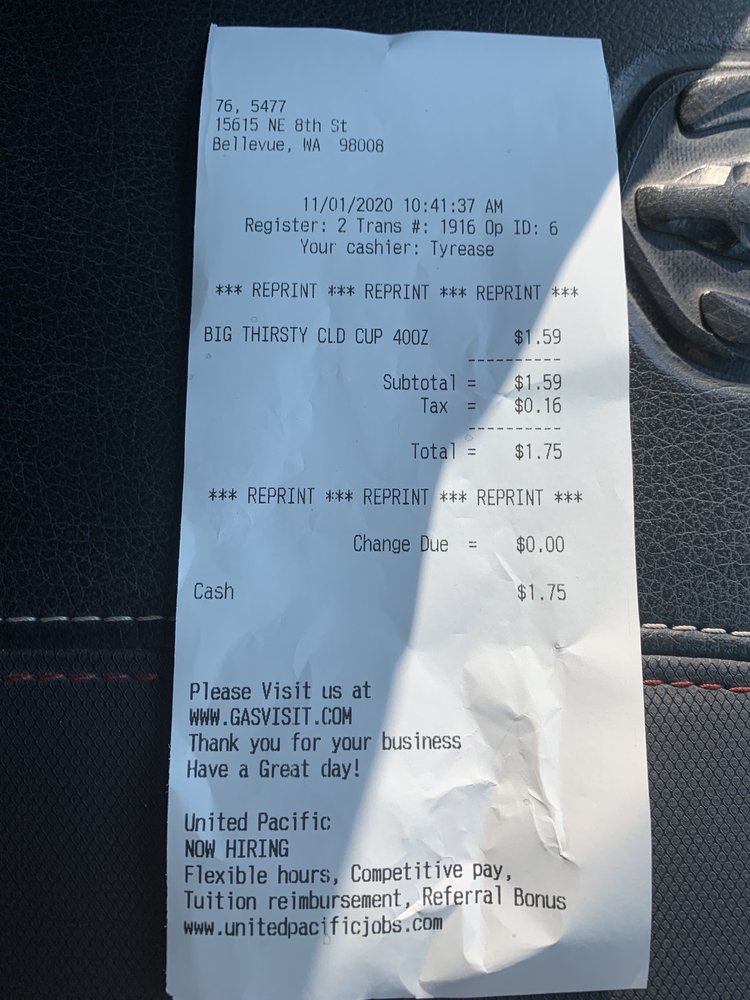 76, 5477
15615 NE 8th St
Bellevue, WA 98008
11/01/2020 10:41:37 AM
Register: 2 Trans #: 1916 Op ID: 6
Your cashier: Tyrease
*** REPRINT *** REPRINT *** REPRINT ***
BIG THIRSTY CLD CUP 40OZ $1.59
----------
Subtotal = $1.59
Tax = $0.16
----------
Total = $1.75
*** REPRINT *** REPRINT *** REPRINT ***
Change Due = $0.00
Cash $1.75
Please Visit us at
WWW.GASVISIT.COM
Thank you for your business
Have a Great day!
United Pacific
NOW HIRING
Flexible hours, Competitive pay,
Tuition reimbursement, Referral Bonus
www.unitedpacificjobs.com